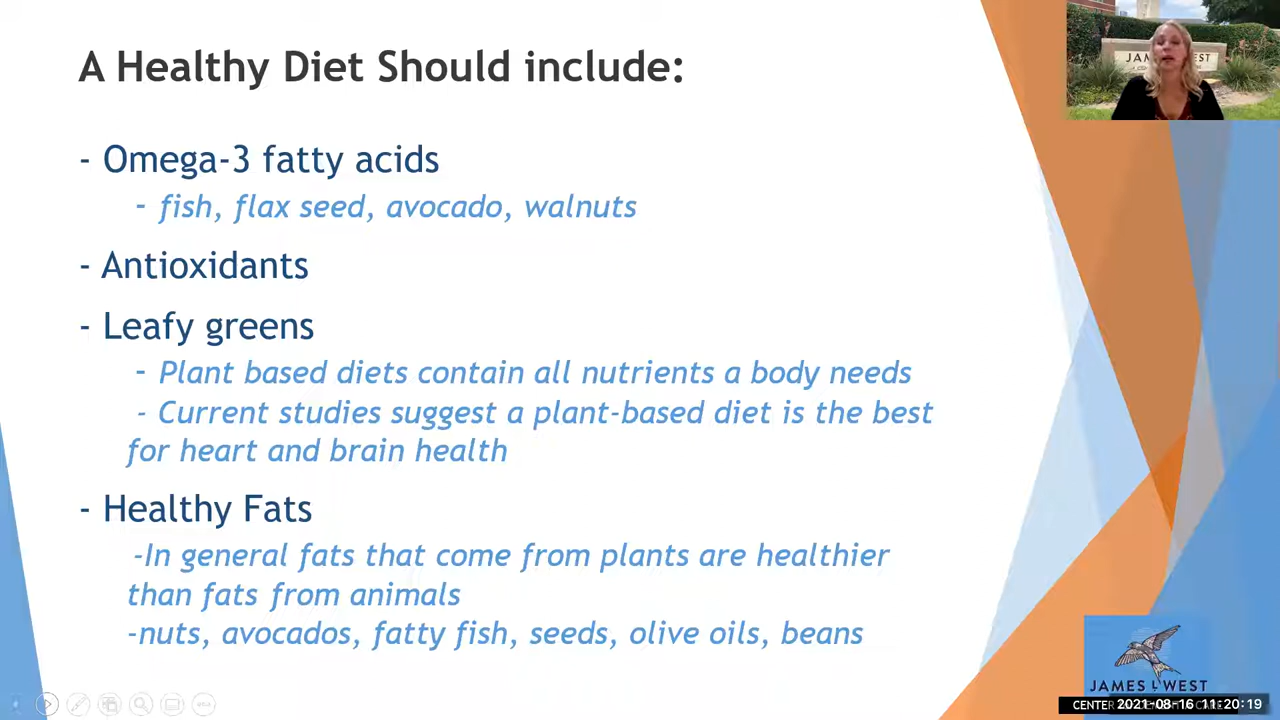 A Healthy Diet Should include:
- Omega-3 fatty acids
- fish, flax seed, avocado, walnuts
- Antioxidants
- Leafy greens
- Plant based diets contain all nutrients a body needs
- Current studies suggest a plant-based diet is the best
for heart and brain health
- Healthy Fats
-In general fats that come from plants are healthier
than fats from animals
-nuts, avocados, fatty fish, seeds, olive oils, beans
JAMES L WEST
CENTER
2021-08-16 11:20:19